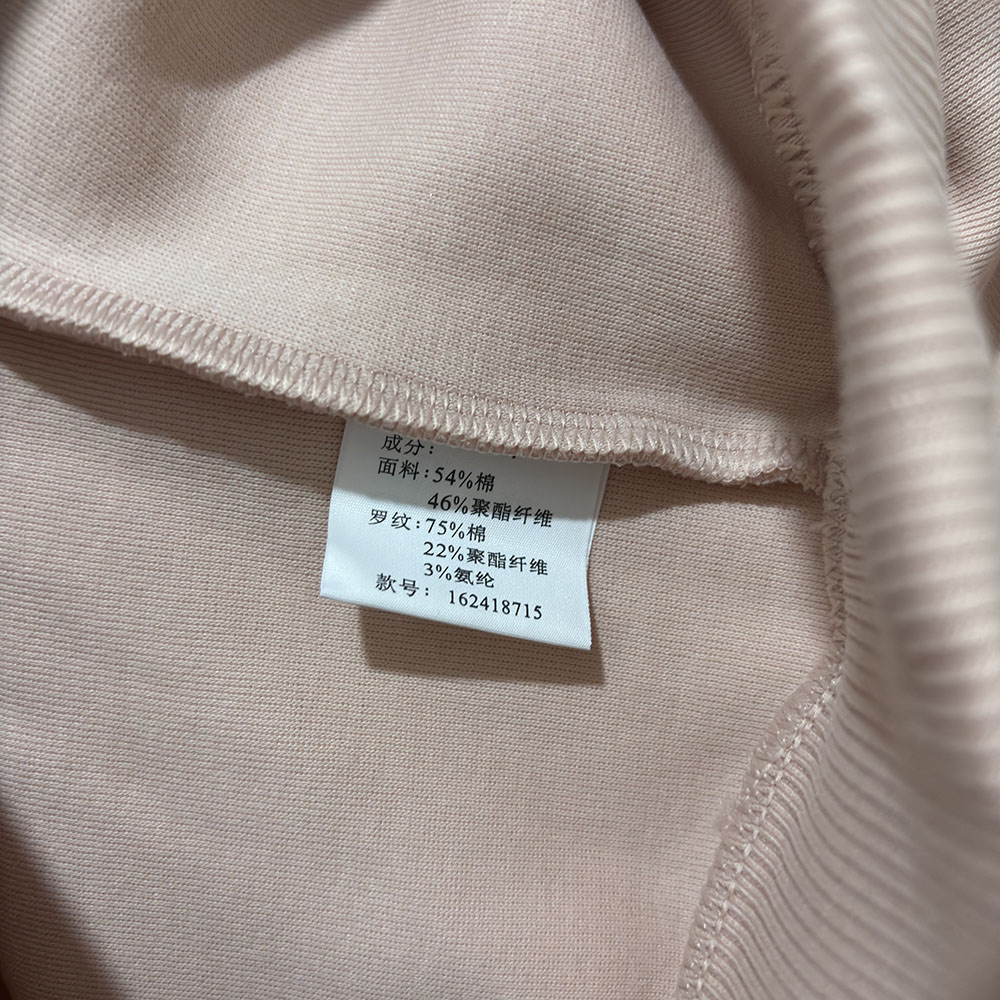 成分:
面料:54%棉
46%聚酯纤维
罗纹:75%棉
22%聚酯纤维
3%氨纶
款号: 162418715